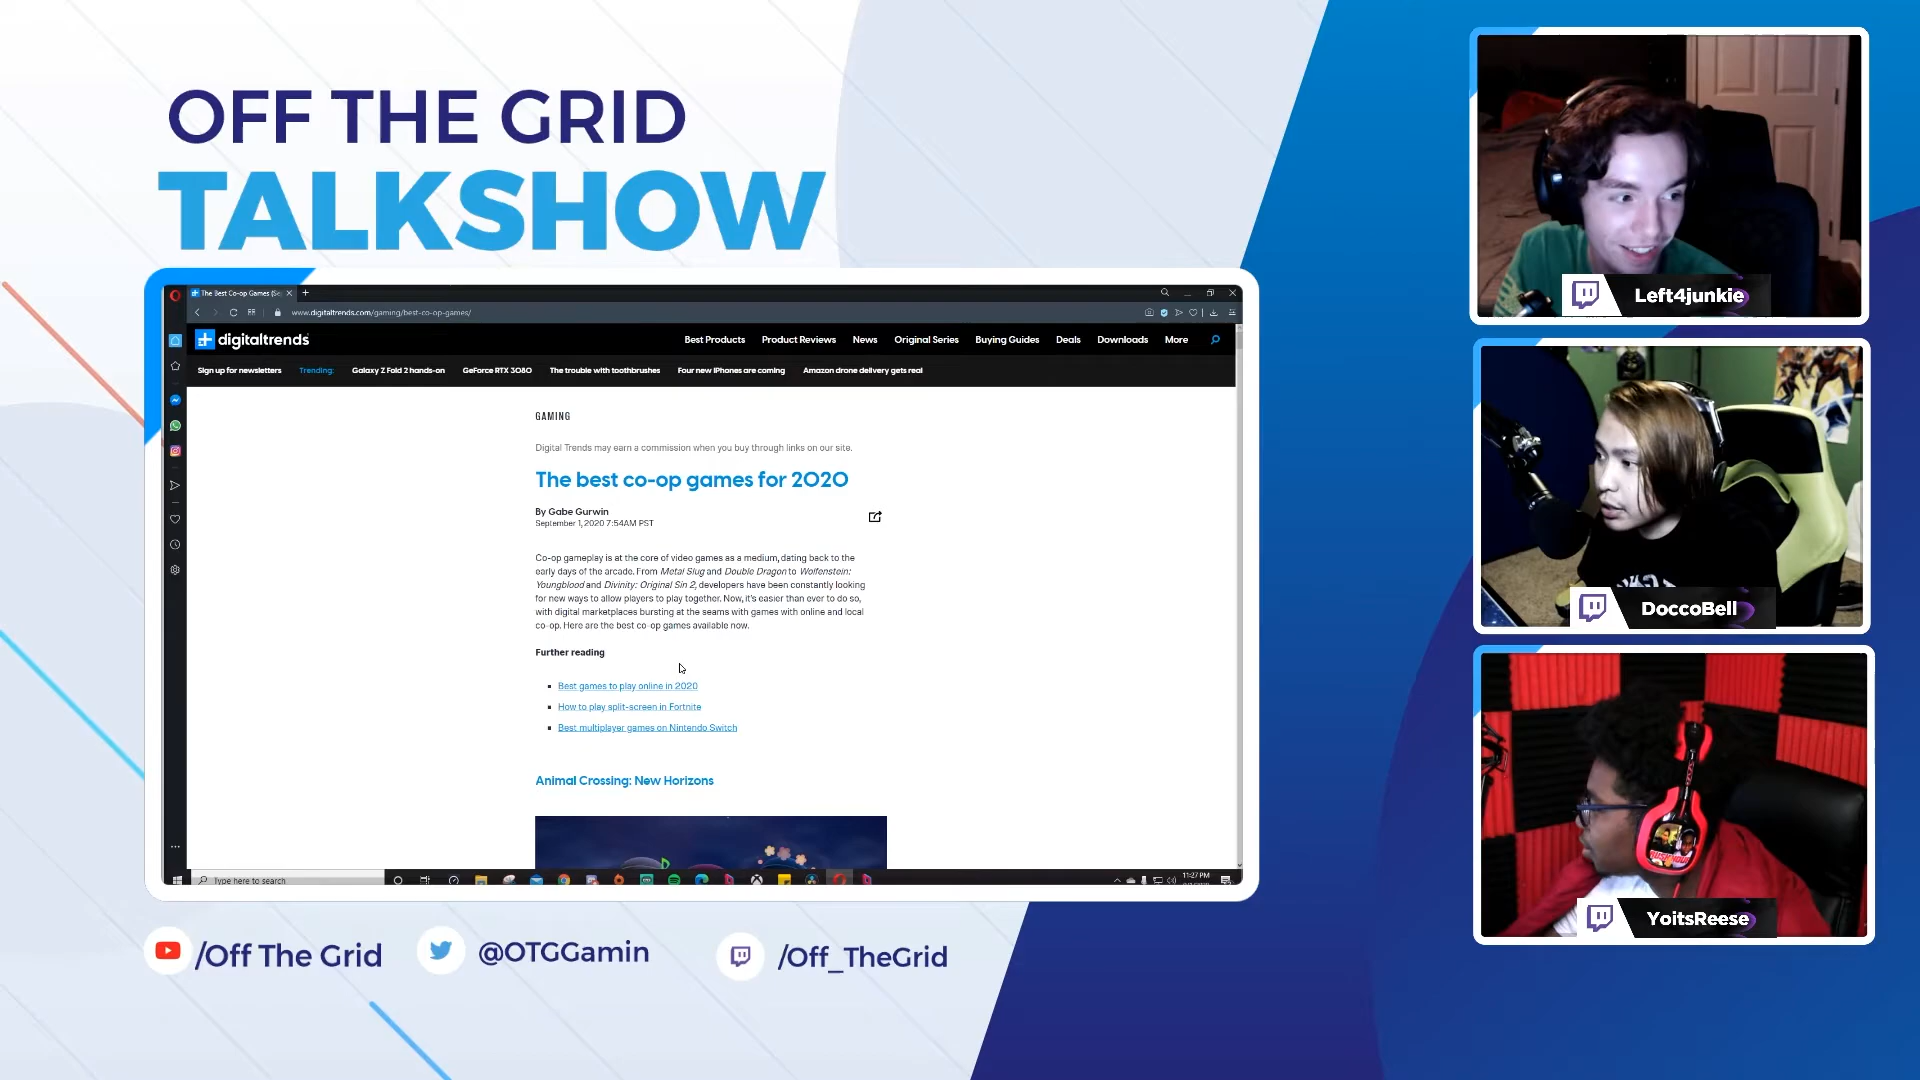 OFF THE GRID
TALKSHOW
The Best Co-op Games (Se
www.digitaltrends.com/gaming/best-co-op-games/
digitaltrends
Best Products
Product Reviews
News
Original Series
Buying Guides
Deals
Downloads
More
Sign up for newsletters
Trending:
Galaxy Z Fold 2 hands-on
GeForce RTX 3080
The trouble with toothbrushes
Four new iPhones are coming
Amazon drone delivery gets real
GAMING
Digital Trends may earn a commission when you buy through links on our site.
The best co-op games for 2020
By Gabe Gurwin
September 1, 2020 7:54AM PST
Co-op gameplay is at the core of video games as a medium, dating back to the
early days of the arcade. From Metal Slug and Double Dragon to Wolfenstein:
Youngblood and Divinity: Original Sin 2, developers have been constantly looking
for new ways to allow players to play together. Now, it's easier than ever to do so,
with digital marketplaces bursting at the seams with games with online and local
co-op. Here are the best co-op games available now.
Further reading
Best games to play online in 2020
How to play split-screen in Fortnite
Best multiplayer games on Nintendo Switch
Animal Crossing: New Horizons
Type here to search
11:27 PM
/Off The Grid
@OTGGamin
/Off_TheGrid
Left4junkie
DoccoBell
YoitsReese